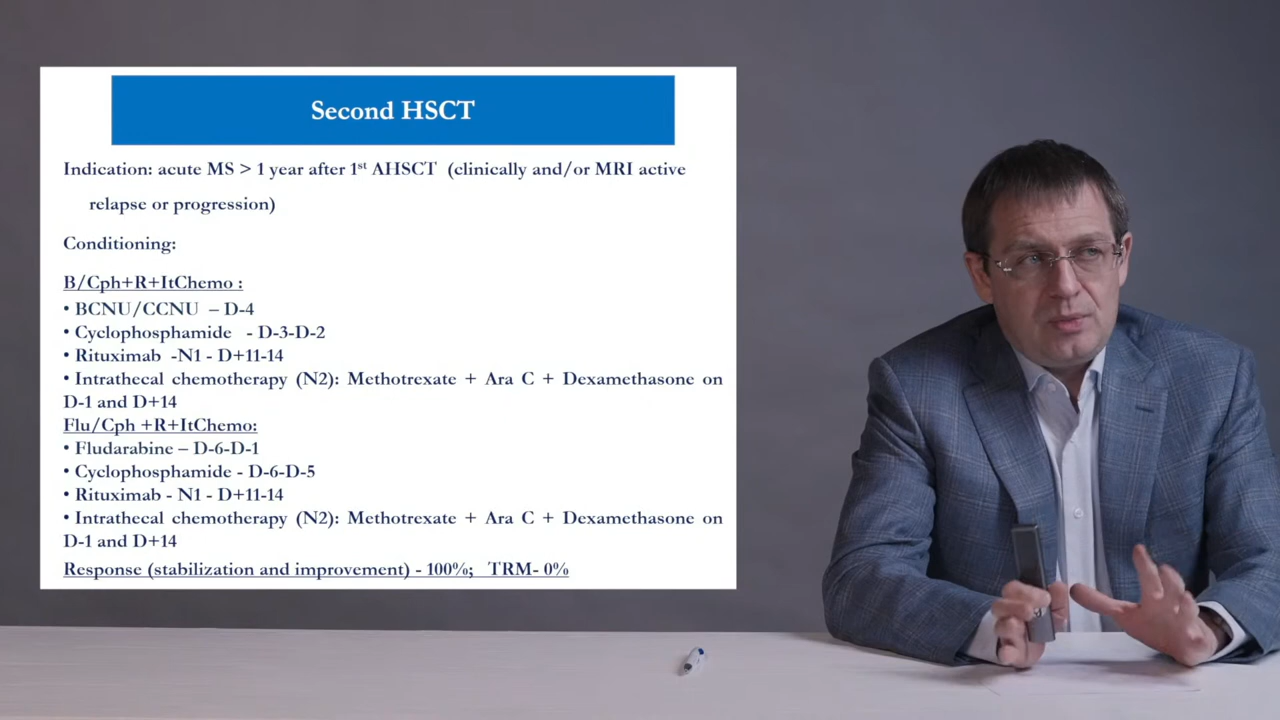 Second HSCT
Indication: acute MS > 1 year after 1st AHSCT (clinically and/or MRI active
relapse or progression)
Conditioning:
B/Cph+R+ItChemo :
• BCNU/CCNU – D-4
• Cyclophosphamide - D-3-D-2
• Rituximab -N1 - D+11-14
• Intrathecal chemotherapy (N2): Methotrexate + Ara C + Dexamethasone on
D-1 and D+14
Flu/Cph +R+ItChemo:
• Fludarabine – D-6-D-1
• Cyclophosphamide - D-6-D-5
• Rituximab - N1 - D+11-14
• Intrathecal chemotherapy (N2): Methotrexate + Ara C + Dexamethasone on
D-1 and D+14
Response (stabilization and improvement) - 100%; TRM- 0%